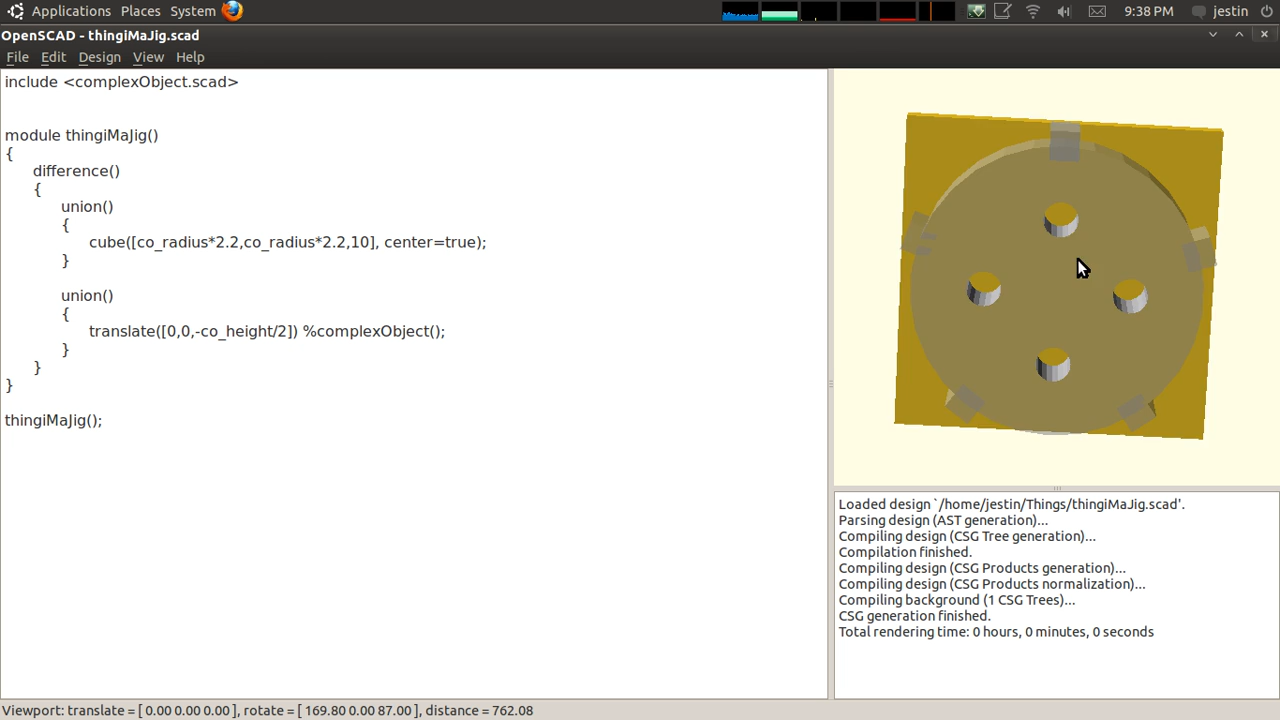 Applications Places System 9:38 PM jestin
OpenSCAD - thingiMaJig.scad
File Edit Design View Help
include <complexObject.scad>
module thingiMaJig()
{
difference()
{
union()
{
cube([co_radius*2.2,co_radius*2.2,10], center=true);
}
union()
{
translate([0,0,-co_height/2]) %complexObject();
}
}
}
thingiMaJig();
Loaded design `/home/jestin/Things/thingiMaJig.scad'.
Parsing design (AST generation)...
Compiling design (CSG Tree generation)...
Compilation finished.
Compiling design (CSG Products generation)...
Compiling design (CSG Products normalization)...
Compiling background (1 CSG Trees)...
CSG generation finished.
Total rendering time: 0 hours, 0 minutes, 0 seconds
Viewport: translate = [ 0.00 0.00 0.00 ], rotate = [ 169.80 0.00 87.00 ], distance = 762.08